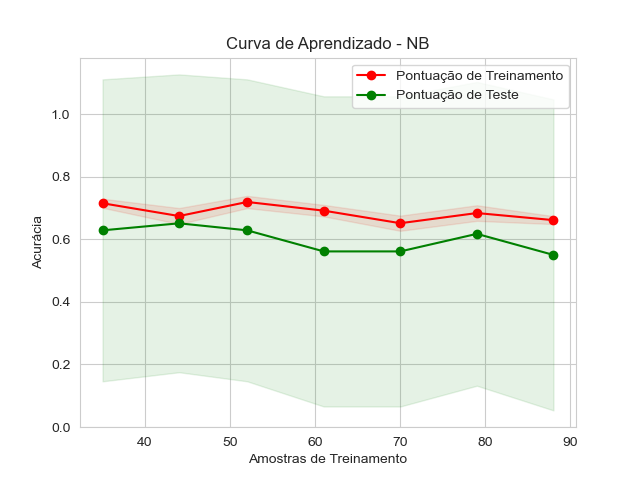 Curva de Aprendizado - NB
Pontuação de Treinamento
Pontuação de Teste
1.0
0.8
0.6
0.4
0.2
0.0
Acurácia
40 50 60 70 80 90
Amostras de Treinamento